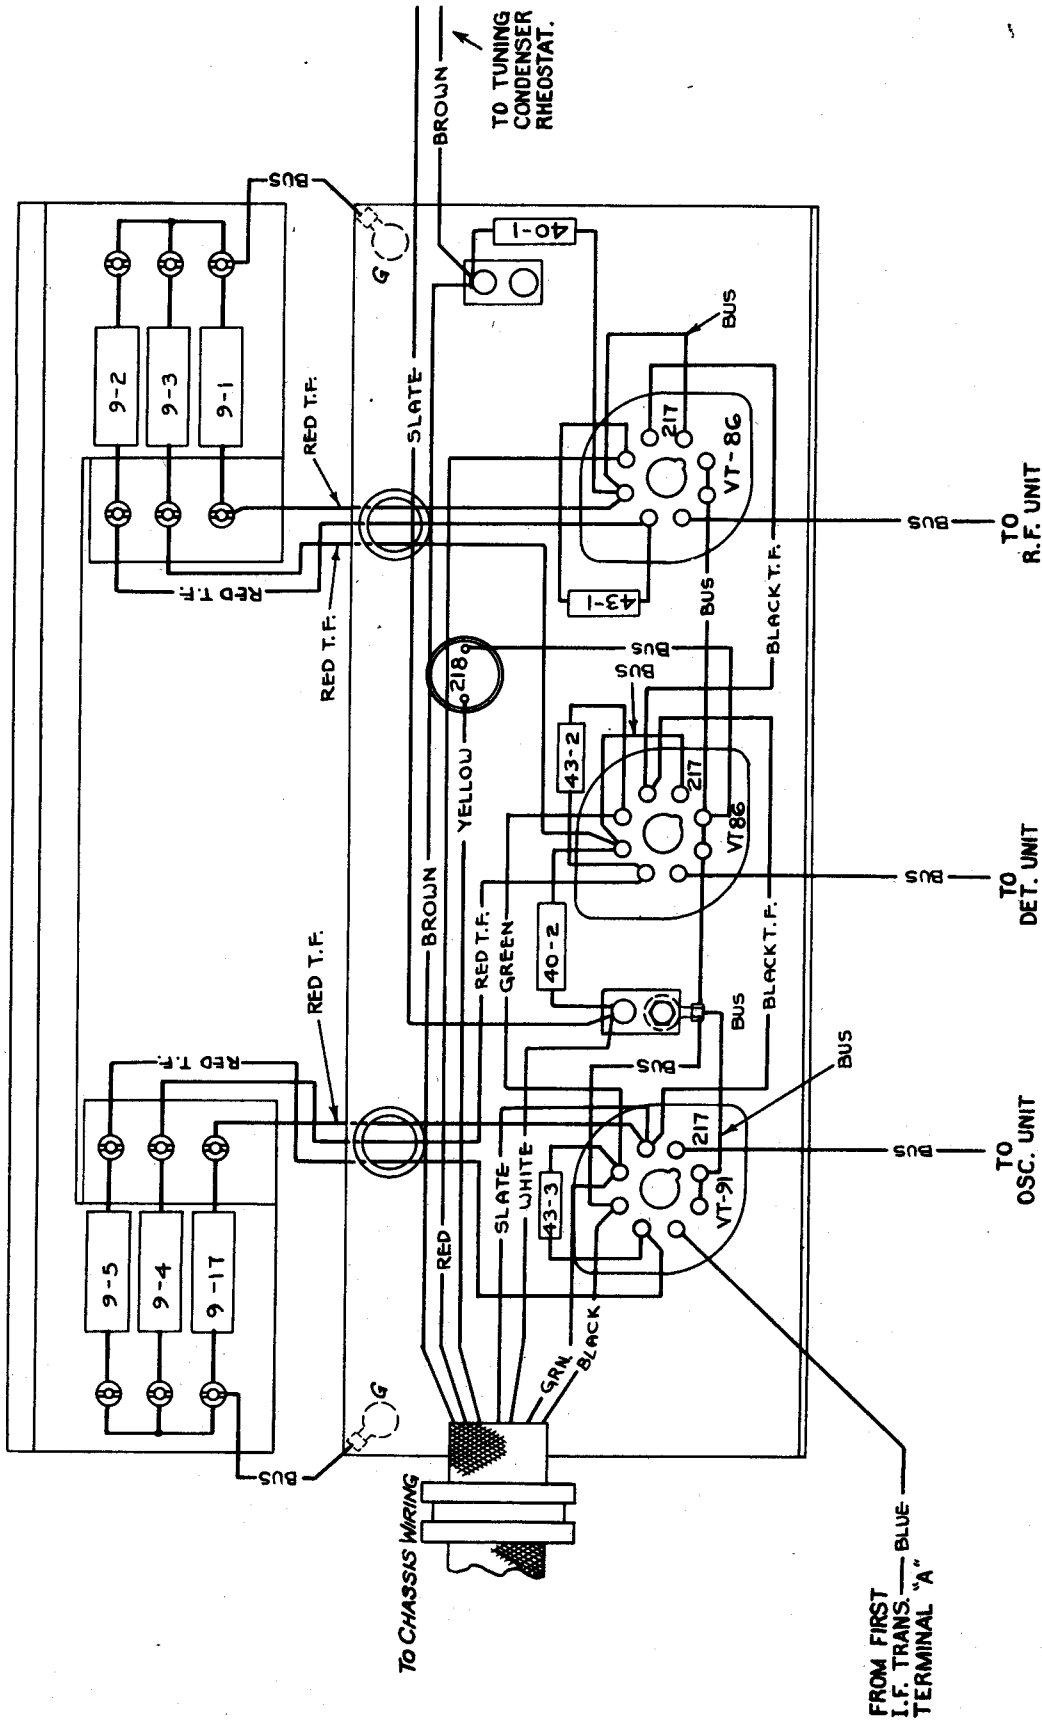 BUS
9-2
9-3
9-1
G
TO TUNING
CONDENSER
RHEOSTAT.
BROWN
SLATE
40-1
RED T.F.
RED T.F.
RED T.F.
BUS
217
VT-86
43-1
BUS
TO
R.F. UNIT
BUS
BLACK T.F.
218
YELLOW
BUS
BUS
43-2
217
VT 86
BUS
TO
DET. UNIT
BROWN
RED T.F.
GREEN
40-2
BLACK T.F.
BUS
BUS
BUS
RED T.F.
RED T.F.
9-5
9-4
9-17
BUS
G
RED
SLATE
WHITE
43-3
217
VT-91
BUS
TO
OSC. UNIT
GRN.
BLACK
TO CHASSIS WIRING
FROM FIRST
I.F. TRANS.
TERMINAL "A"
BLUE